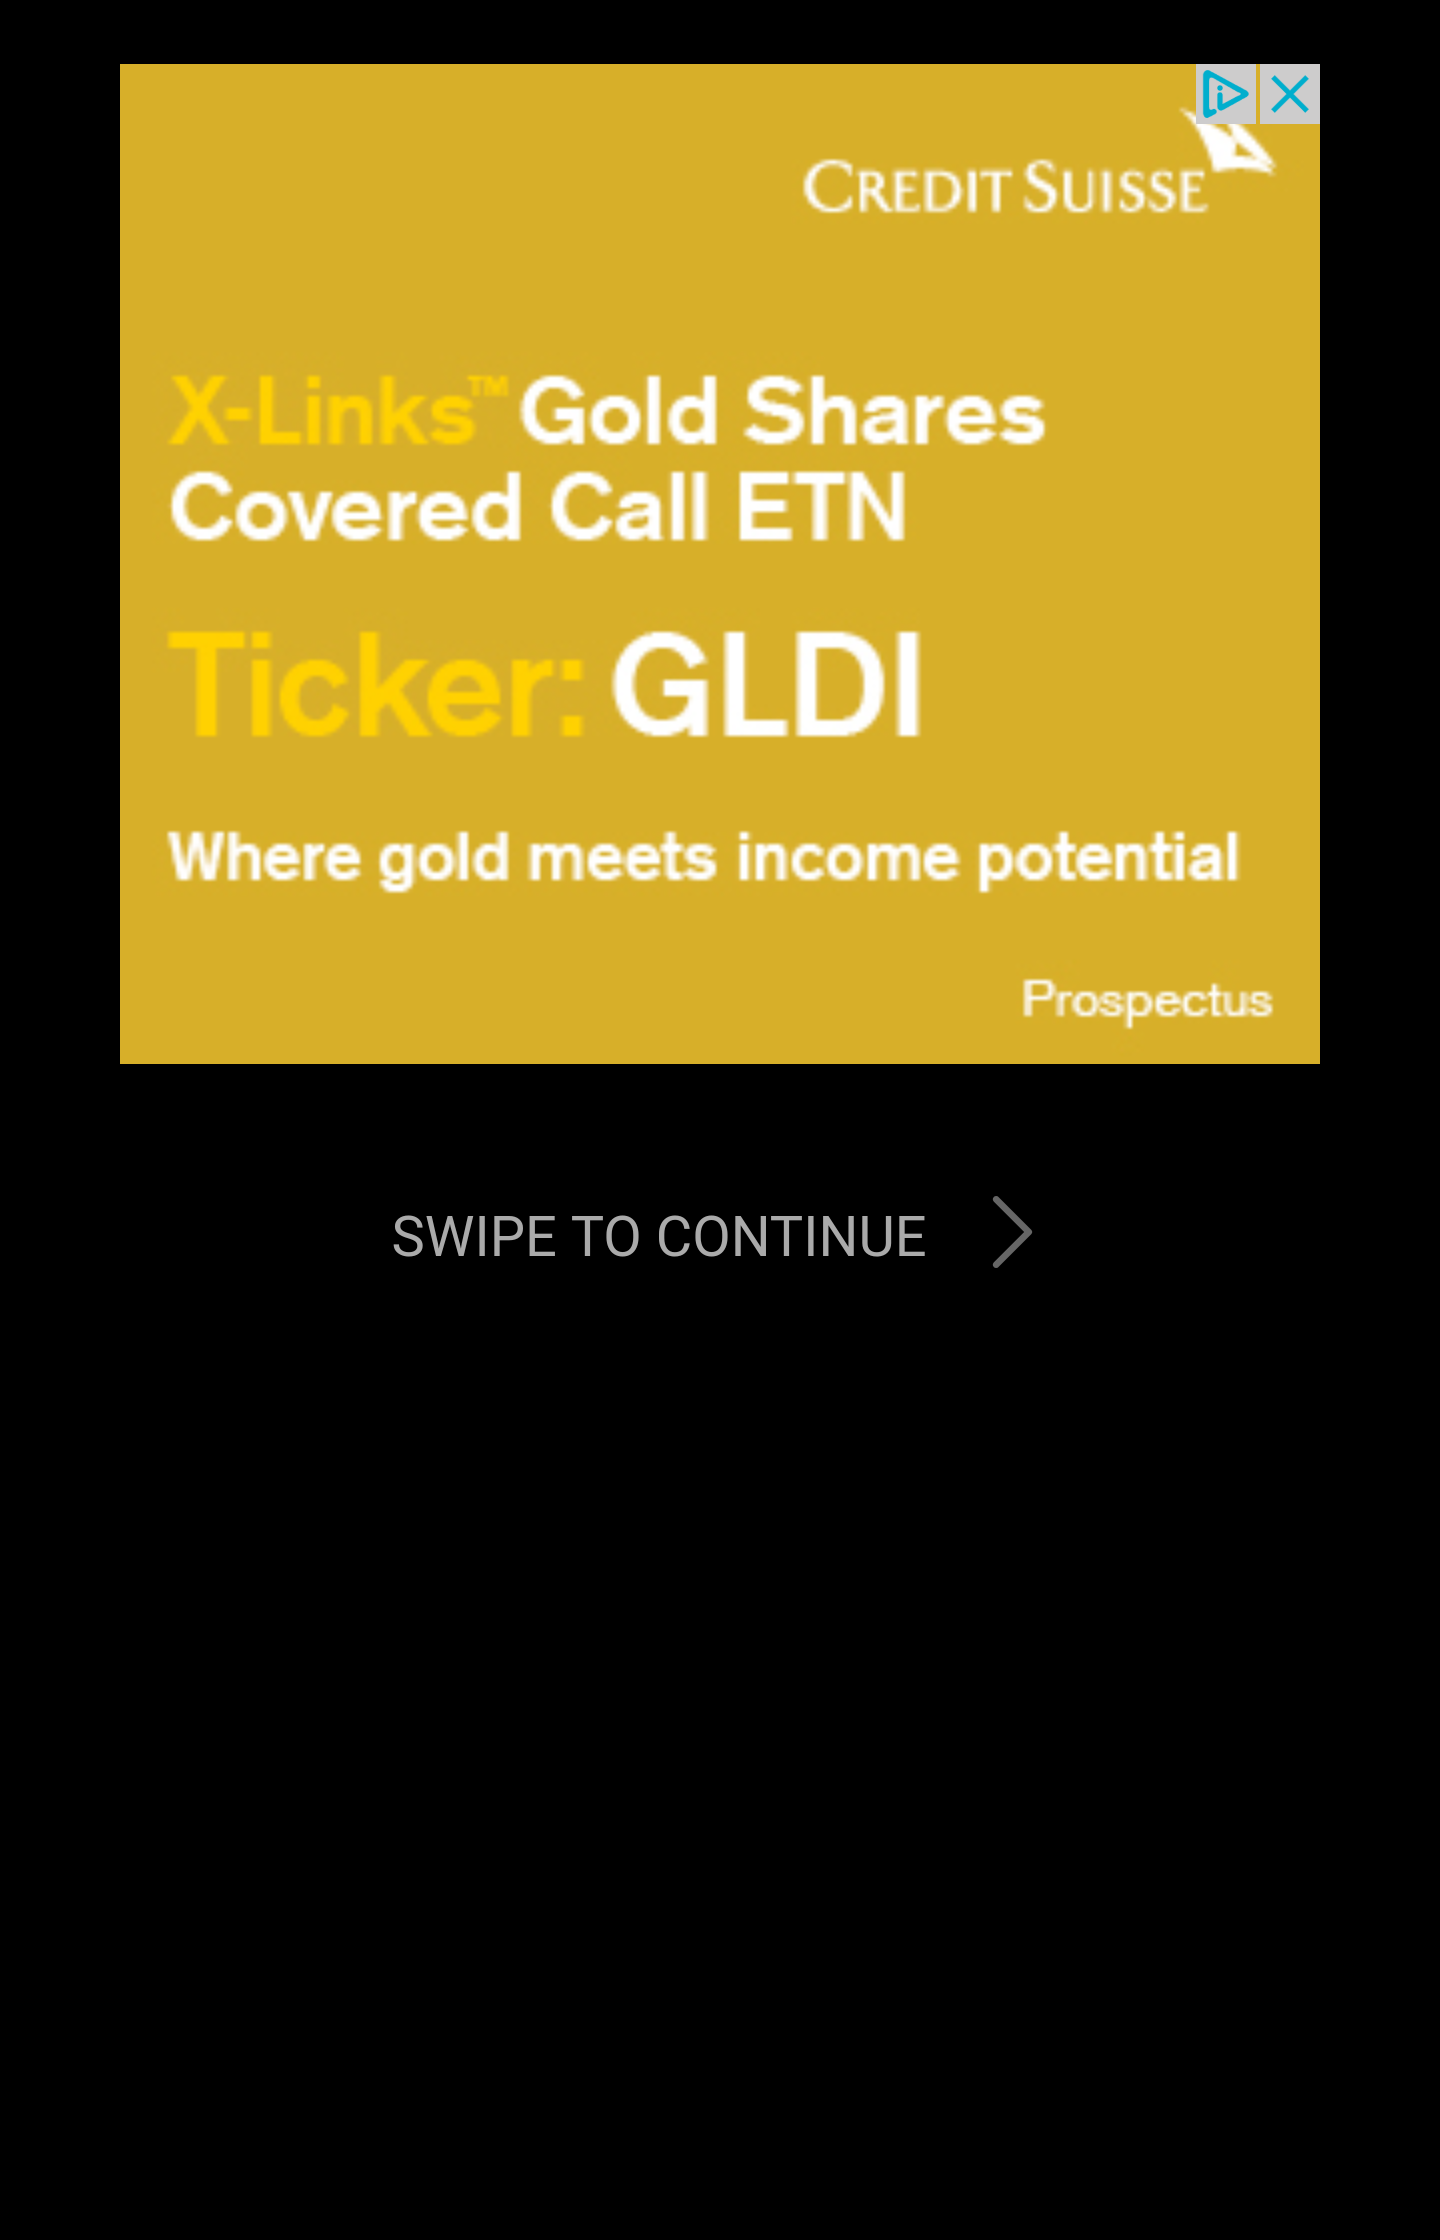 CREDIT SUISSE
X-Links™ Gold Shares
Covered Call ETN
Ticker: GLDI
Where gold meets income potential
Prospectus
SWIPE TO CONTINUE